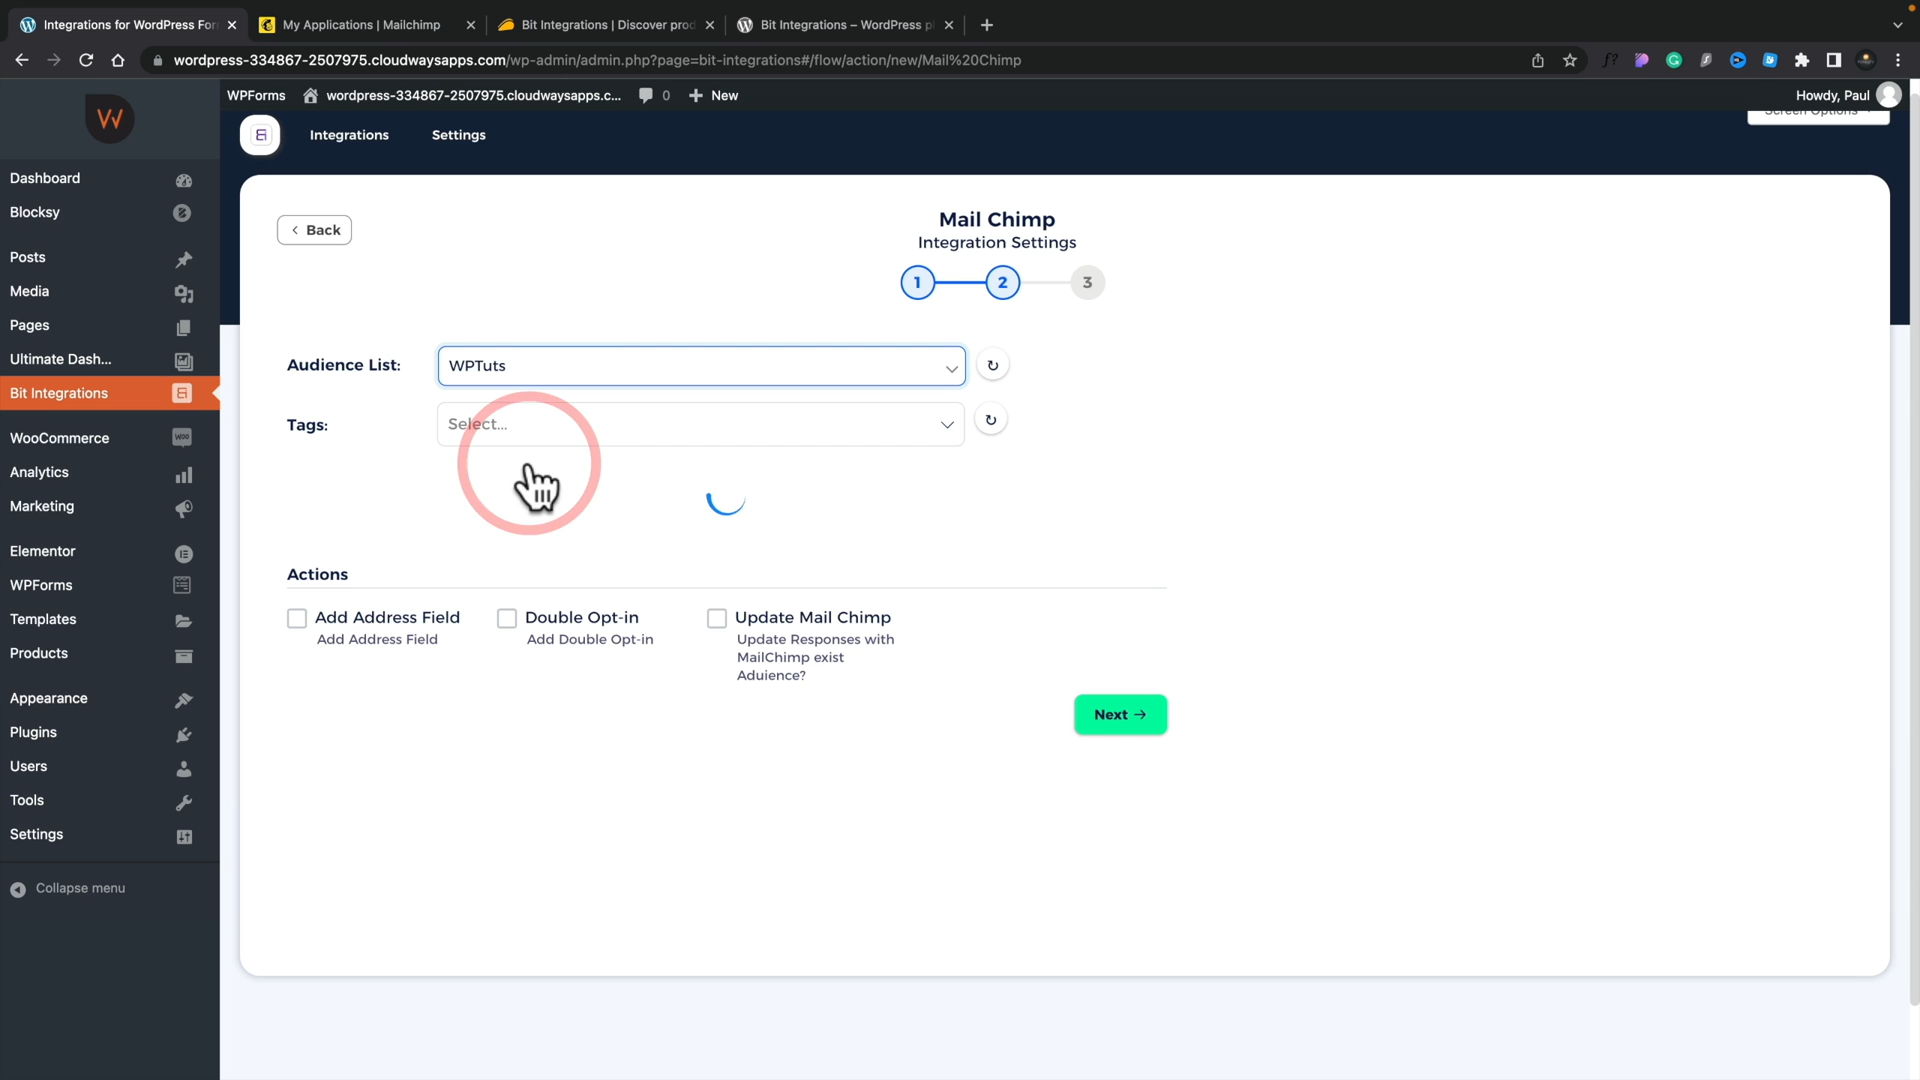 Integrations for WordPress For
My Applications | Mailchimp
Bit Integrations | Discover prod
Bit Integrations – WordPress pl
wordpress-334867-2507975.cloudwaysapps.com/wp-admin/admin.php?page=bit-integrations#/flow/action/new/Mail%20Chimp
WPForms
wordpress-334867-2507975.cloudwaysapps.c...
0
New
Howdy, Paul
Screen Options
Integrations
Settings
Dashboard
Blocksy
Posts
Media
Pages
Ultimate Dash...
Bit Integrations
WooCommerce
Analytics
Marketing
Elementor
WPForms
Templates
Products
Appearance
Plugins
Users
Tools
Settings
Collapse menu
Back
Mail Chimp
Integration Settings
1
2
3
Audience List:
WPTuts
Tags:
Select...
Actions
Add Address Field
Add Address Field
Double Opt-in
Add Double Opt-in
Update Mail Chimp
Update Responses with
MailChimp exist
Aduience?
Next →